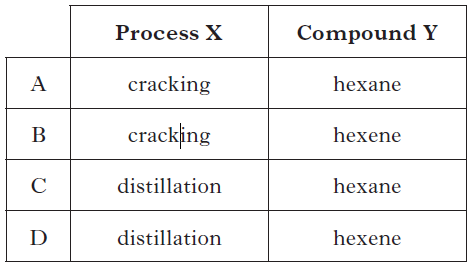 Process X Compound Y
A cracking hexane
B cracking hexene
C distillation hexane
D distillation hexene